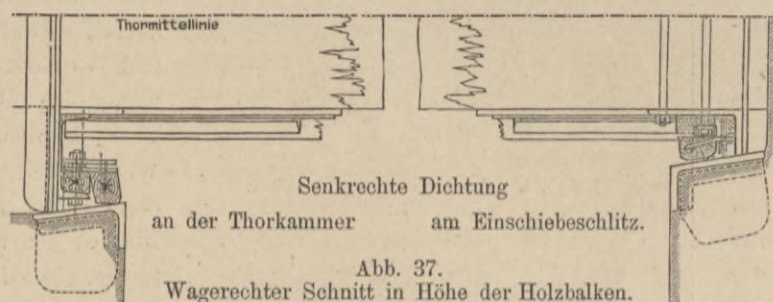 Thormittellinie
Senkrechte Dichtung
an der Thorkammer am Einschiebeschlitz.
Abb. 37.
Wagerechter Schnitt in Höhe der Holzbalken.